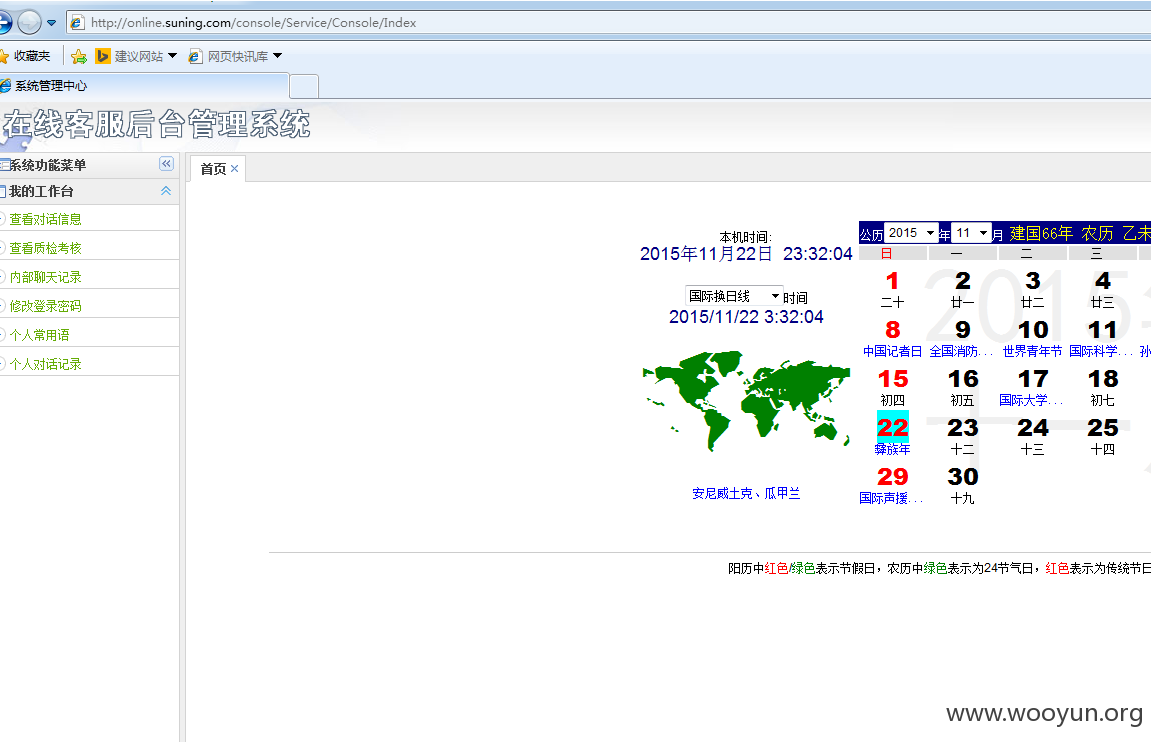 http://online.suning.com/console/Service/Console/Index
收藏夹 建议网站 网页快讯库
系统管理中心
在线客服后台管理系统
系统功能菜单
首页
我的工作台
查看对话信息
查看质检考核
内部聊天记录
修改登录密码
个人常用语
个人对话记录
本机时间:
2015年11月22日 23:32:04
国际换日线 时间
2015/11/22 3:32:04
安尼威土克、瓜甲兰
公历 2015 年 11 月 建国66年 农历 乙未
日 一 二 三
1 2 3 4
二十 廿一 廿二 廿三
8 9 10 11
中国记者日 全国消防... 世界青年节 国际科学... 孙
15 16 17 18
初四 初五 国际大学... 初七
22 23 24 25
彝族年 十二 十三 十四
29 30
国际声援... 十九
2015年
阳历中红色/绿色表示节假日，农历中绿色表示为24节气日，红色表示为传统节日
www.wooyun.org